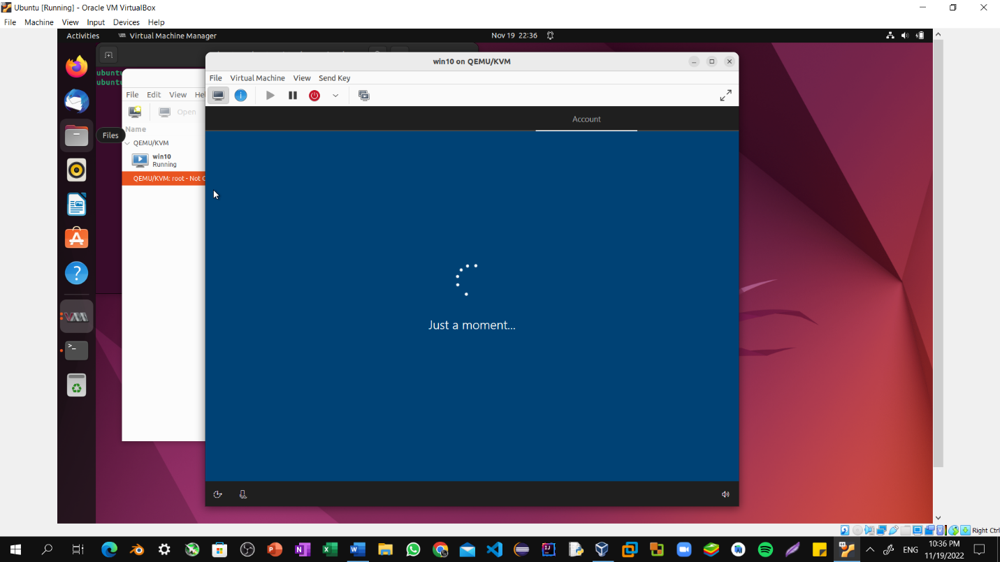 Ubuntu [Running] - Oracle VM VirtualBox
File Machine View Input Devices Help
Activities Virtual Machine Manager Nov 19 22:36
win10 on QEMU/KVM
File Virtual Machine View Send Key
File Edit View He
Open
Name
QEMU/KVM
win10
Running
QEMU/KVM: root - Not
Files
Account
Just a moment...
Right Ctrl
ENG
10:36 PM
11/19/2022